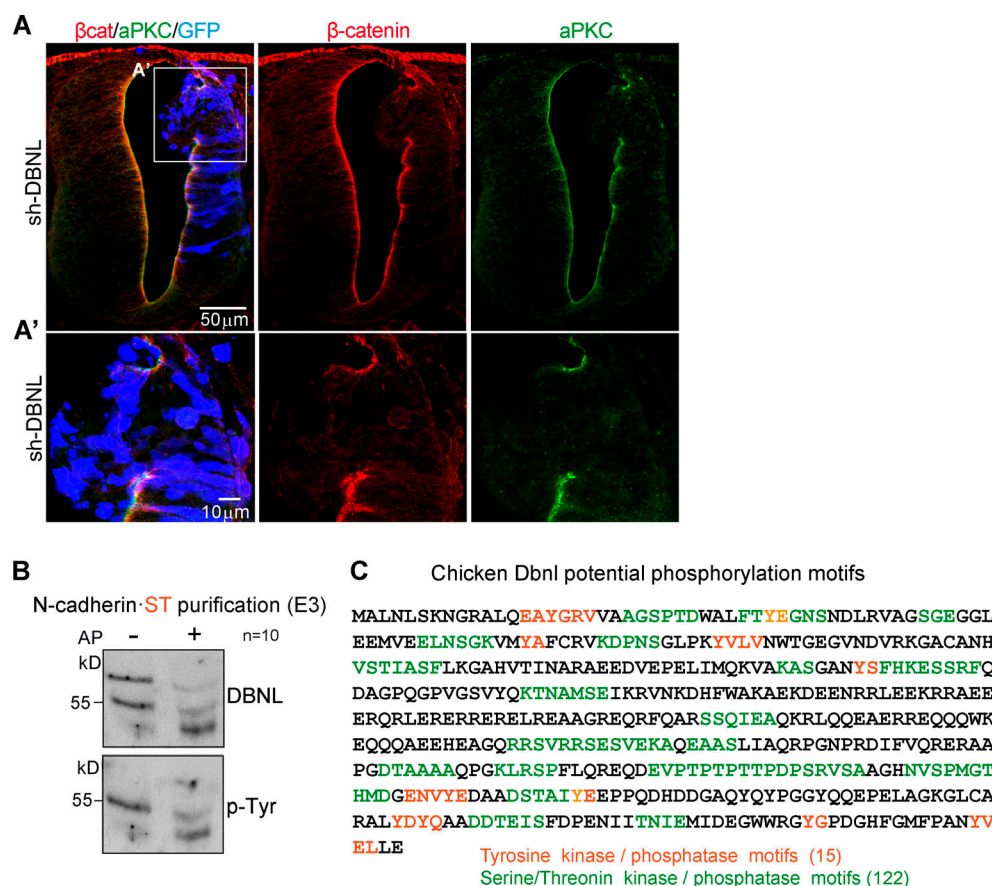 A
βcat/aPKC/GFP
β-catenin
aPKC
A'
sh-DBNL
50μm
A'
sh-DBNL
10μm
B
N-cadherin·ST purification (E3)
AP - + n=10
kD
DBNL
55
kD
p-Tyr
55
C
Chicken Dbnl potential phosphorylation motifs
MALNLSKNGRALQEAYGRVVAAGSPTDWALFTYEGNSNDLRVAGSGEGGL
EEMVEELNSGKVMYAFCRVKDPNSGLPKYVLVNWTGEGVNDVRKGACANH
VSTIASFLKGAHVTINARAEEDVEPELIMQKVAKASGANYSFHKESSRFQ
DAGPQGPVGSVYQKTNAMSEIKRVNKDHFWAKAEKDEENRRLEEKRRAEE
ERQRLERERRERELREAAGREQRFQARSSQIEAQKRLQQEAERREQQQWK
EQQQAEEHEAGQRRSVRRSESVEKAQEAASLIAQRPGNPRDIFVQRERAA
PGDTAAAAQPGKLRSPFLQREQDEVPTPTPTTPDPSRVSAAGHNVSPMGT
HMDGENVYEDAADDSTAIYEEPPQDHDDGAQYQYPGGYQQEPELAGKGLCA
RALYDYQAADDTEISFDPENIITNIEMIDEGWWRGYGPDGHFGMFPANYV
ELLE
Tyrosine kinase / phosphatase motifs (15)
Serine/Threonin kinase / phosphatase motifs (122)